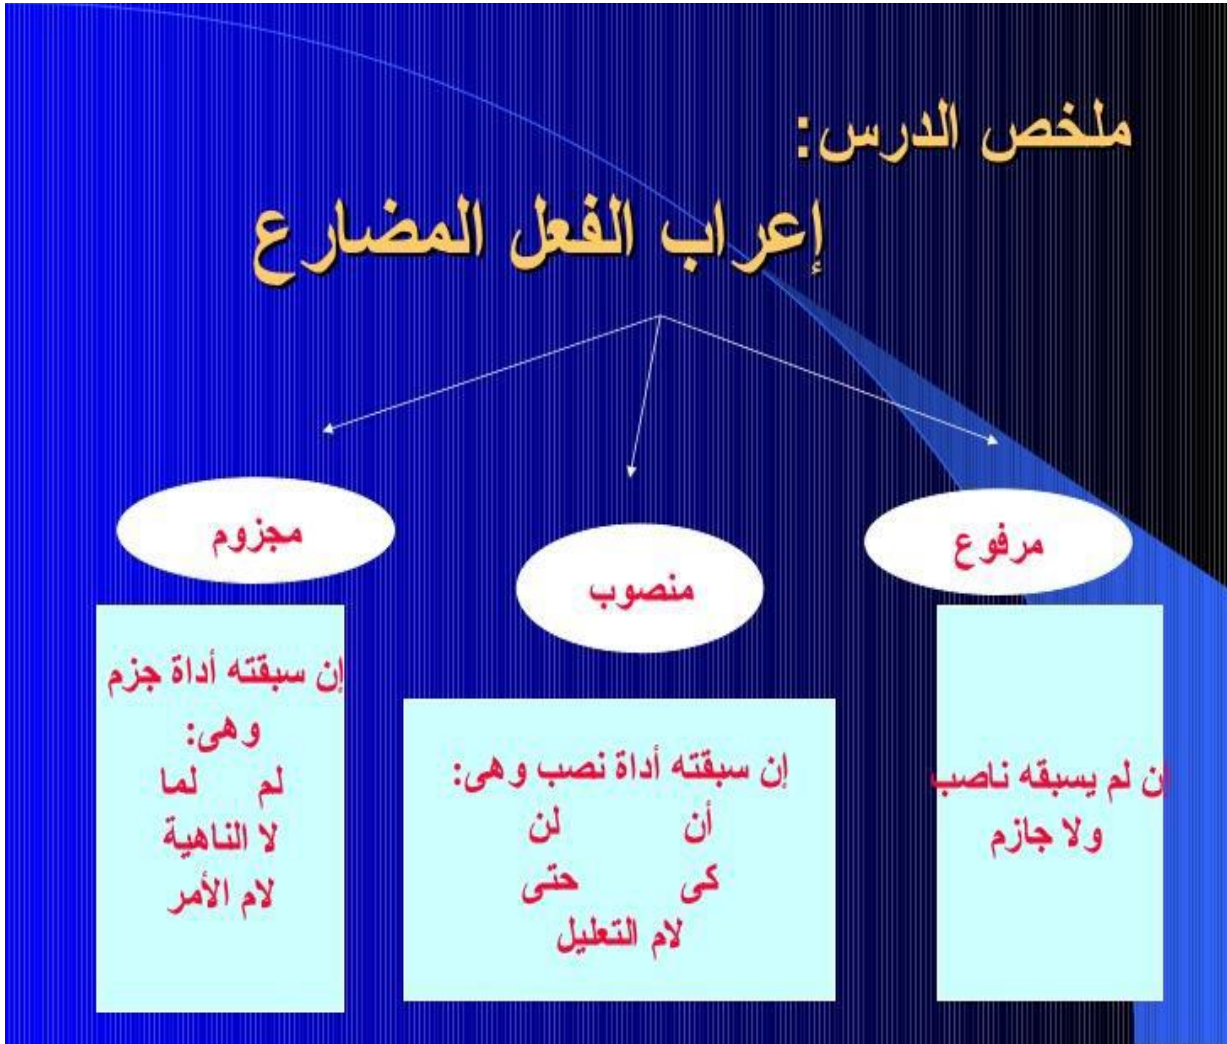 ملخص الدرس:
إعراب الفعل المضارع
مرفوع
إن لم يسبقه ناصب
ولا جازم
منصوب
إن سبقته أداة نصب وهى:
أن لن
كى حتى
لام التعليل
مجزوم
إن سبقته أداة جزم
وهى:
لم لما
لا الناهية
لام الأمر